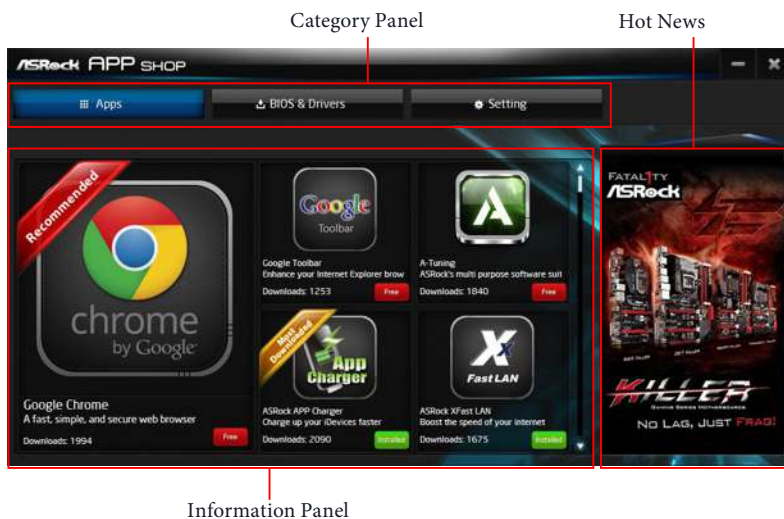 Category Panel
Hot News
ASRock APP SHOP
Apps
BIOS & Drivers
Setting
Recommended
chrome
by Google
Google Chrome
A fast, simple, and secure web browser
Downloads: 1994
Free
Google
Toolbar
Google Toolbar
Enhance your Internet Explorer brow
Downloads: 1253
Free
A-Tuning
ASRock's multi purpose software suit
Downloads: 1840
Free
Most
Downloaded
App
Charger
ASRock APP Charger
Charge up your iDevices faster
Downloads: 2090
Installed
Fast LAN
ASRock XFast LAN
Boost the speed of your internet
Downloads: 1675
Installed
FATAL1TY
ASRock
KILLER
GAMING SERIES MOTHERBOARDS
NO LAG, JUST FRAG!
Information Panel